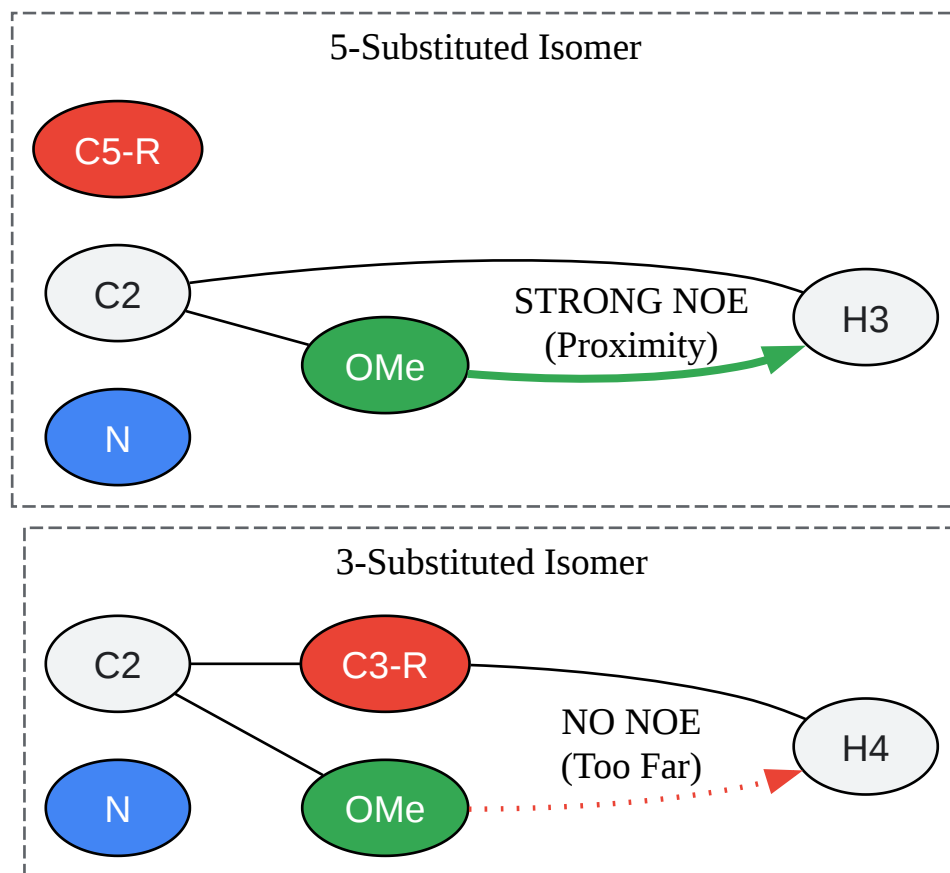 5-Substituted Isomer
C5-R
C2
STRONG NOE
(Proximity)
H3
OMe
N
3-Substituted Isomer
C2
C3-R
NO NOE
(Too Far)
H4
N
OMe